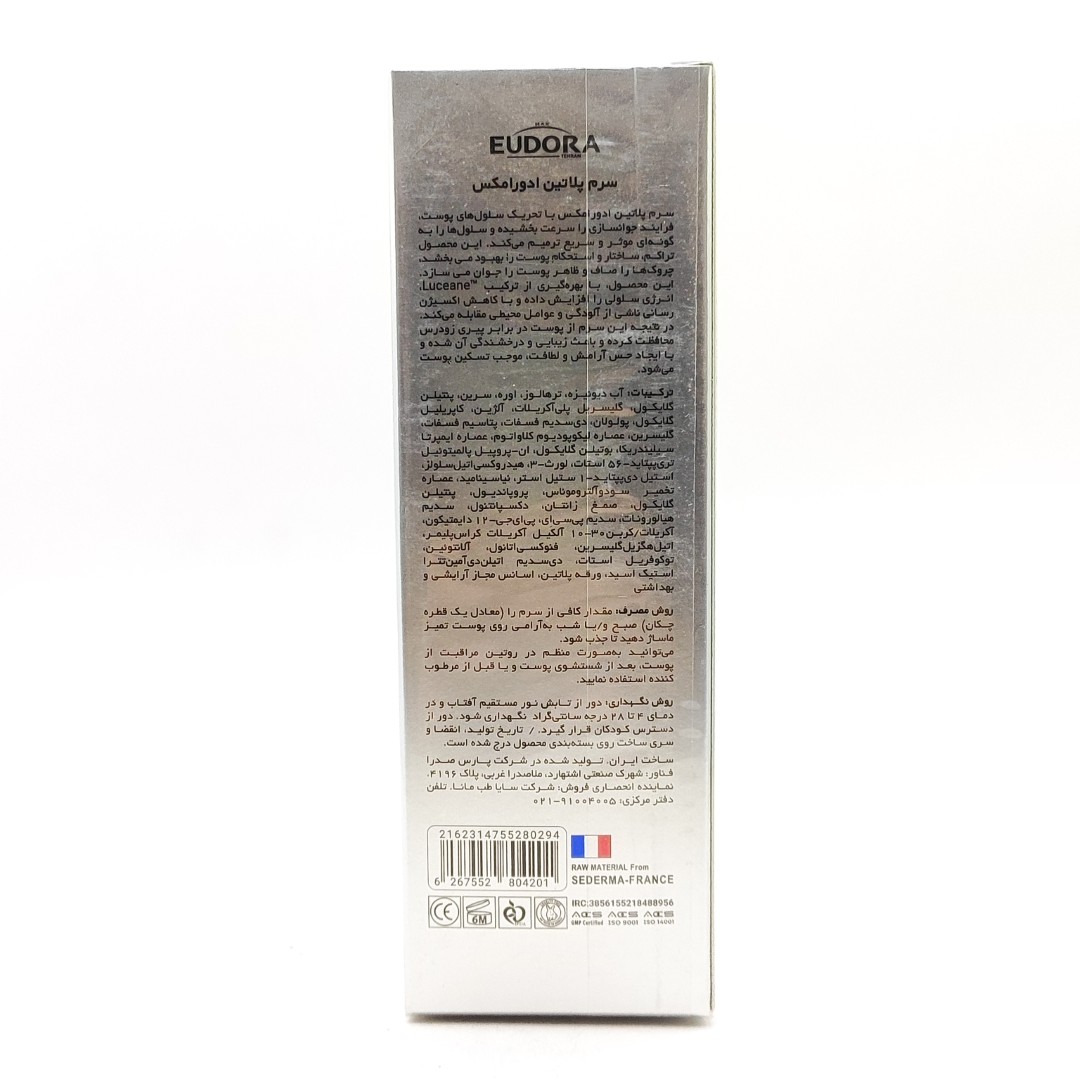 EUDORA
TEHRAN
سرم پلاتین ادورامکس
سرم پلاتین ادورامکس با تحریک سلول‌های پوست،
فرآیند جوانسازی را سرعت بخشیده و سلول‌ها را به
گونه‌ای موثر و سریع ترمیم می‌کند. این محصول
تراکم، ساختار و استحکام پوست را بهبود می بخشد،
چروک‌ها را صاف و ظاهر پوست را جوان می سازد.
این محصول، با بهره‌گیری از ترکیب Luceane™،
انرژی سلولی را افزایش داده و با کاهش اکسیژن
رسانی ناشی از آلودگی و عوامل محیطی مقابله می‌کند.
در نتیجه این سرم از پوست در برابر پیری زودرس
محافظت کرده و باعث زیبایی و درخشندگی آن شده و
با ایجاد حس آرامش و لطافت، موجب تسکین پوست
می‌شود.
ترکیبات: آب دیونیزه، ترهالوز، اوره، سرین، پنتیلن
گلایکول، گلیسریل پلی‌آکریلات، آلژین، کاپریلیل
گلایکول، پولولان، دی‌سدیم فسفات، پتاسیم فسفات،
گلیسرین، عصاره لیکوپودیوم کلاواتوم، عصاره ایمپرتا
سیلیندریکا، بوتیلن گلایکول، ان-پروپیل پالمیتوئیل
تری‌پپتاید-۵۶ استات، لورث-۳، هیدروکسی‌اتیل‌سلولز،
استیل دی‌پپتاید-۱ ستیل استر، نیاسینامید، عصاره
تخمیر سودوآلتروموناس، پروپاندیول، پنتیلن
گلایکول، صمغ زانتان، دکسپانتنول، سدیم
هیالورونات، سدیم پی‌سی‌ای، پی‌ای‌جی-۱۲ دایمتیکون،
آکریلات/کربن۳۰-۱۰ آلکیل آکریلات کراس‌پلیمر،
اتیل‌هگزیل‌گلیسرین، فنوکسی‌اتانول، آلانتوئین،
توکوفریل استات، دی‌سدیم اتیلن‌دی‌آمین‌تترا
استیک اسید، ورقه پلاتین، اسانس مجاز آرایشی و
بهداشتی
روش مصرف: مقدار کافی از سرم را (معادل یک قطره
چکان) صبح و/یا شب به‌آرامی روی پوست تمیز
ماساژ دهید تا جذب شود.
می‌توانید به‌صورت منظم در روتین مراقبت از
پوست، بعد از شستشوی پوست و یا قبل از مرطوب
کننده استفاده نمایید.
روش نگهداری: دور از تابش نور مستقیم آفتاب و در
دمای ۴ تا ۲۸ درجه سانتی‌گراد نگهداری شود. دور از
دسترس کودکان قرار گیرد. / تاریخ تولید، انقضا و
سری ساخت روی بسته‌بندی محصول درج شده است.
ساخت ایران. تولید شده در شرکت پارس صدرا
فناور: شهرک صنعتی اشتهارد، ملاصدرا غربی، پلاک ۴۱۹۶.
نماینده انحصاری فروش: شرکت سایا طب مانا. تلفن
دفتر مرکزی: ۹۱۰۰۴۰۰۵-۰۲۱
2162314755280294
6 267552 804201
RAW MATERIAL From
SEDERMA-FRANCE
IRC:3856155218488956
CE 6M
ACS ACS ACS
GMP Certified ISO 9001 ISO 14001